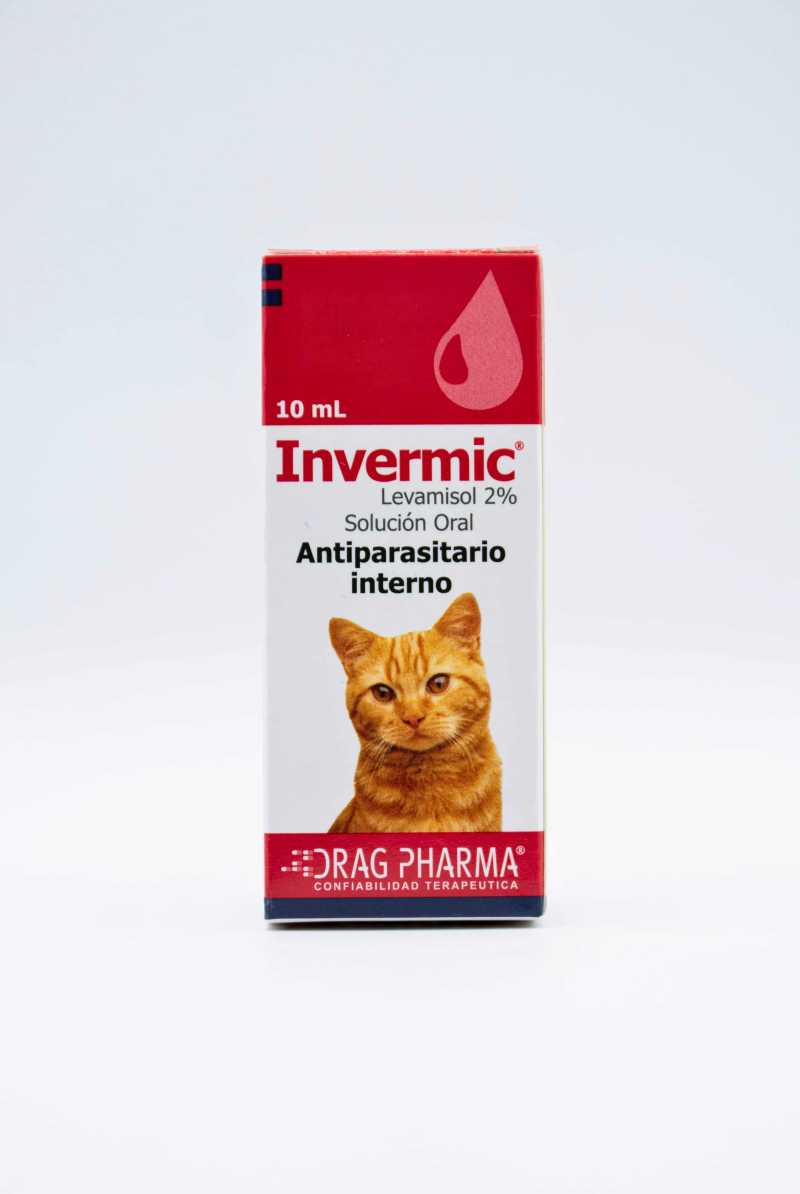 10 mL
Invermic®
Levamisol 2%
Solución Oral
Antiparasitario
interno
DRAG PHARMA®
CONFIABILIDAD TERAPEUTICA